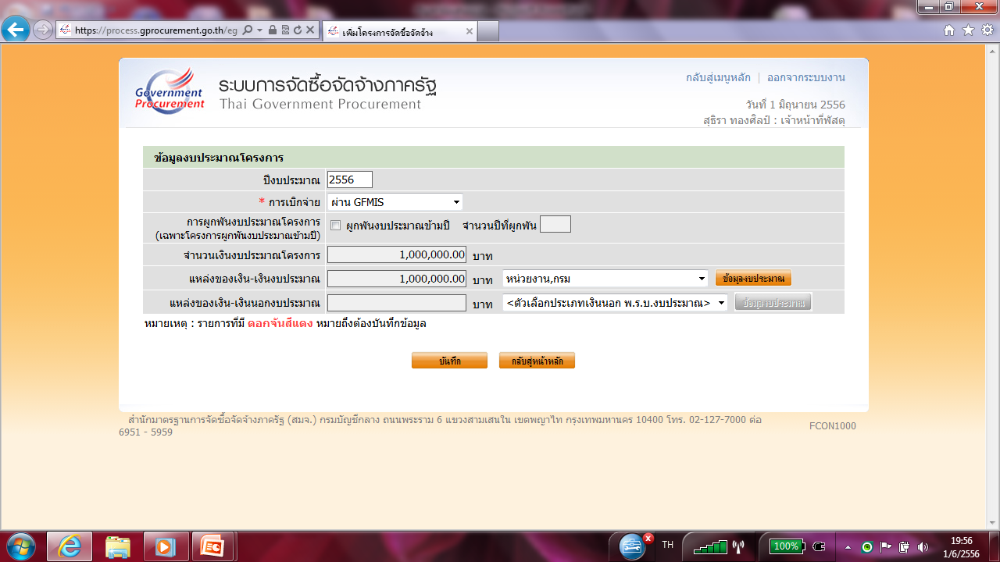 https://process.gprocurement.go.th/eg
เพิ่มโครงการจัดซื้อจัดจ้าง
Government
Procurement
ระบบการจัดซื้อจัดจ้างภาครัฐ
Thai Government Procurement
กลับสู่เมนูหลัก | ออกจากระบบงาน
วันที่ 1 มิถุนายน 2556
สุธิรา ทองศิลป์ : เจ้าหน้าที่พัสดุ
ข้อมูลงบประมาณโครงการ
ปีงบประมาณ 2556
* การเบิกจ่าย ผ่าน GFMIS
การผูกพันงบประมาณโครงการ
(เฉพาะโครงการผูกพันงบประมาณข้ามปี)
ผูกพันงบประมาณข้ามปี จำนวนปีที่ผูกพัน
จำนวนเงินงบประมาณโครงการ 1,000,000.00 บาท
แหล่งของเงิน-เงินงบประมาณ 1,000,000.00 บาท หน่วยงาน,กรม ข้อมูลงบประมาณ
แหล่งของเงิน-เงินนอกงบประมาณ บาท <ตัวเลือกประเภทเงินนอก พ.ร.บ.งบประมาณ> ข้อมูลงบประมาณ
หมายเหตุ : รายการที่มี ดอกจันสีแดง หมายถึงต้องบันทึกข้อมูล
บันทึก กลับสู่หน้าหลัก
สำนักมาตรฐานการจัดซื้อจัดจ้างภาครัฐ (สมจ.) กรมบัญชีกลาง ถนนพระราม 6 แขวงสามเสนใน เขตพญาไท กรุงเทพมหานคร 10400 โทร. 02-127-7000 ต่อ
6951 - 5959
FCON1000
TH
100%
19:56
1/6/2556